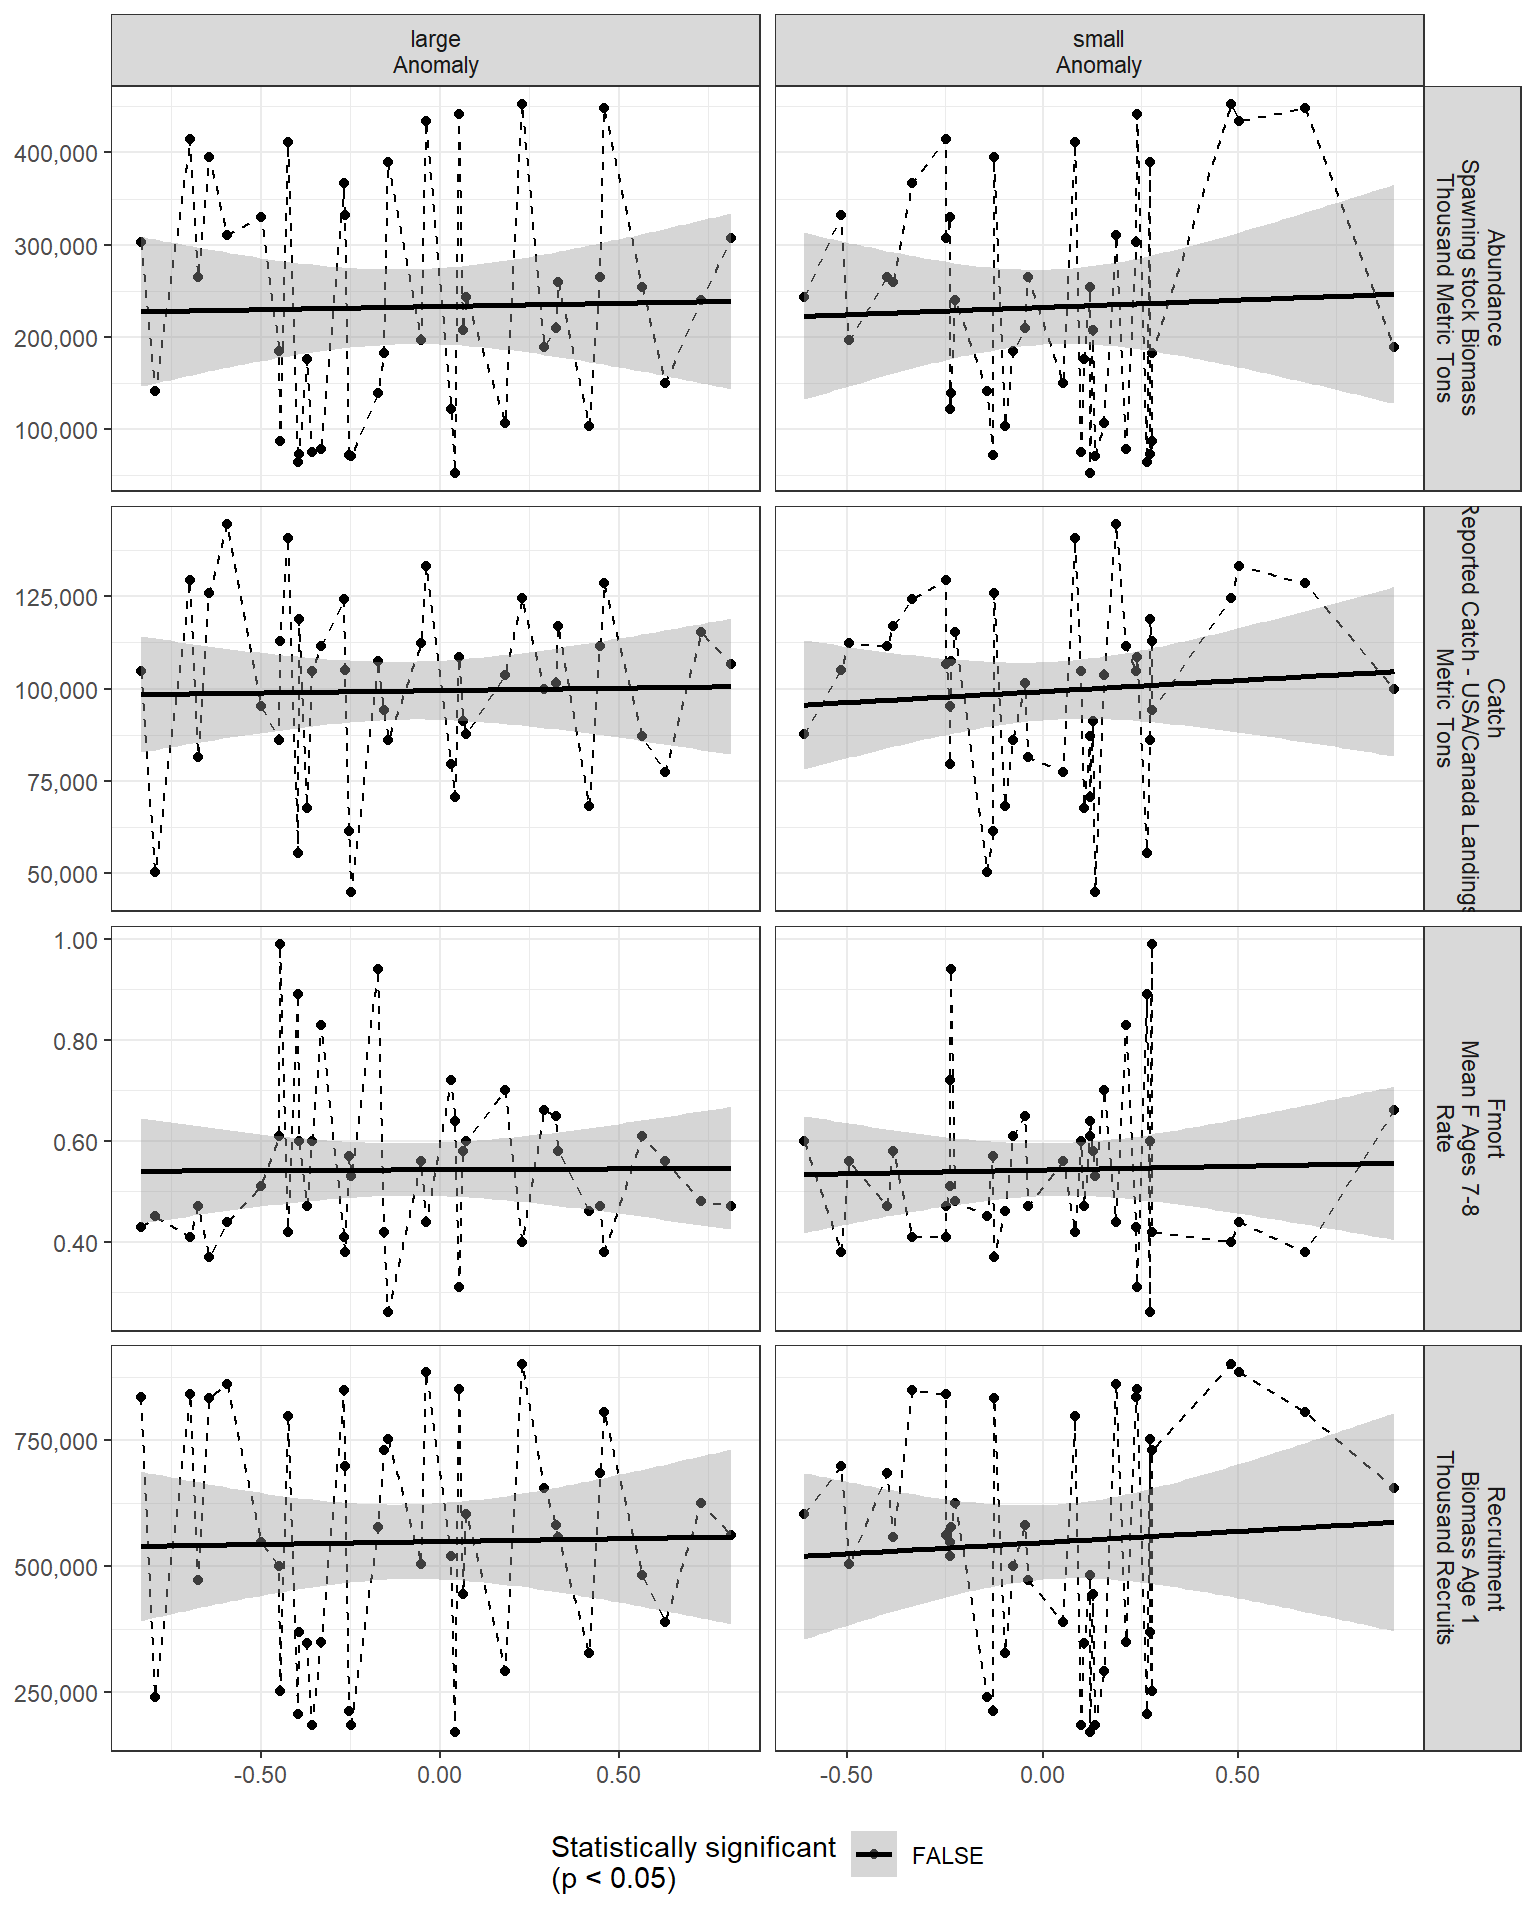 large
Anomaly
small
Anomaly
400,000
300,000
200,000
100,000
Abundance
Spawning stock Biomass
Thousand Metric Tons
125,000
100,000
75,000
50,000
Catch
Reported Catch - USA/Canada Landings
Metric Tons
1.00
0.80
0.60
0.40
Fmort
Mean F Ages 7-8
Rate
750,000
500,000
250,000
Recruitment
Biomass Age 1
Thousand Recruits
-0.50 0.00 0.50
-0.50 0.00 0.50
Statistically significant
(p < 0.05)
FALSE